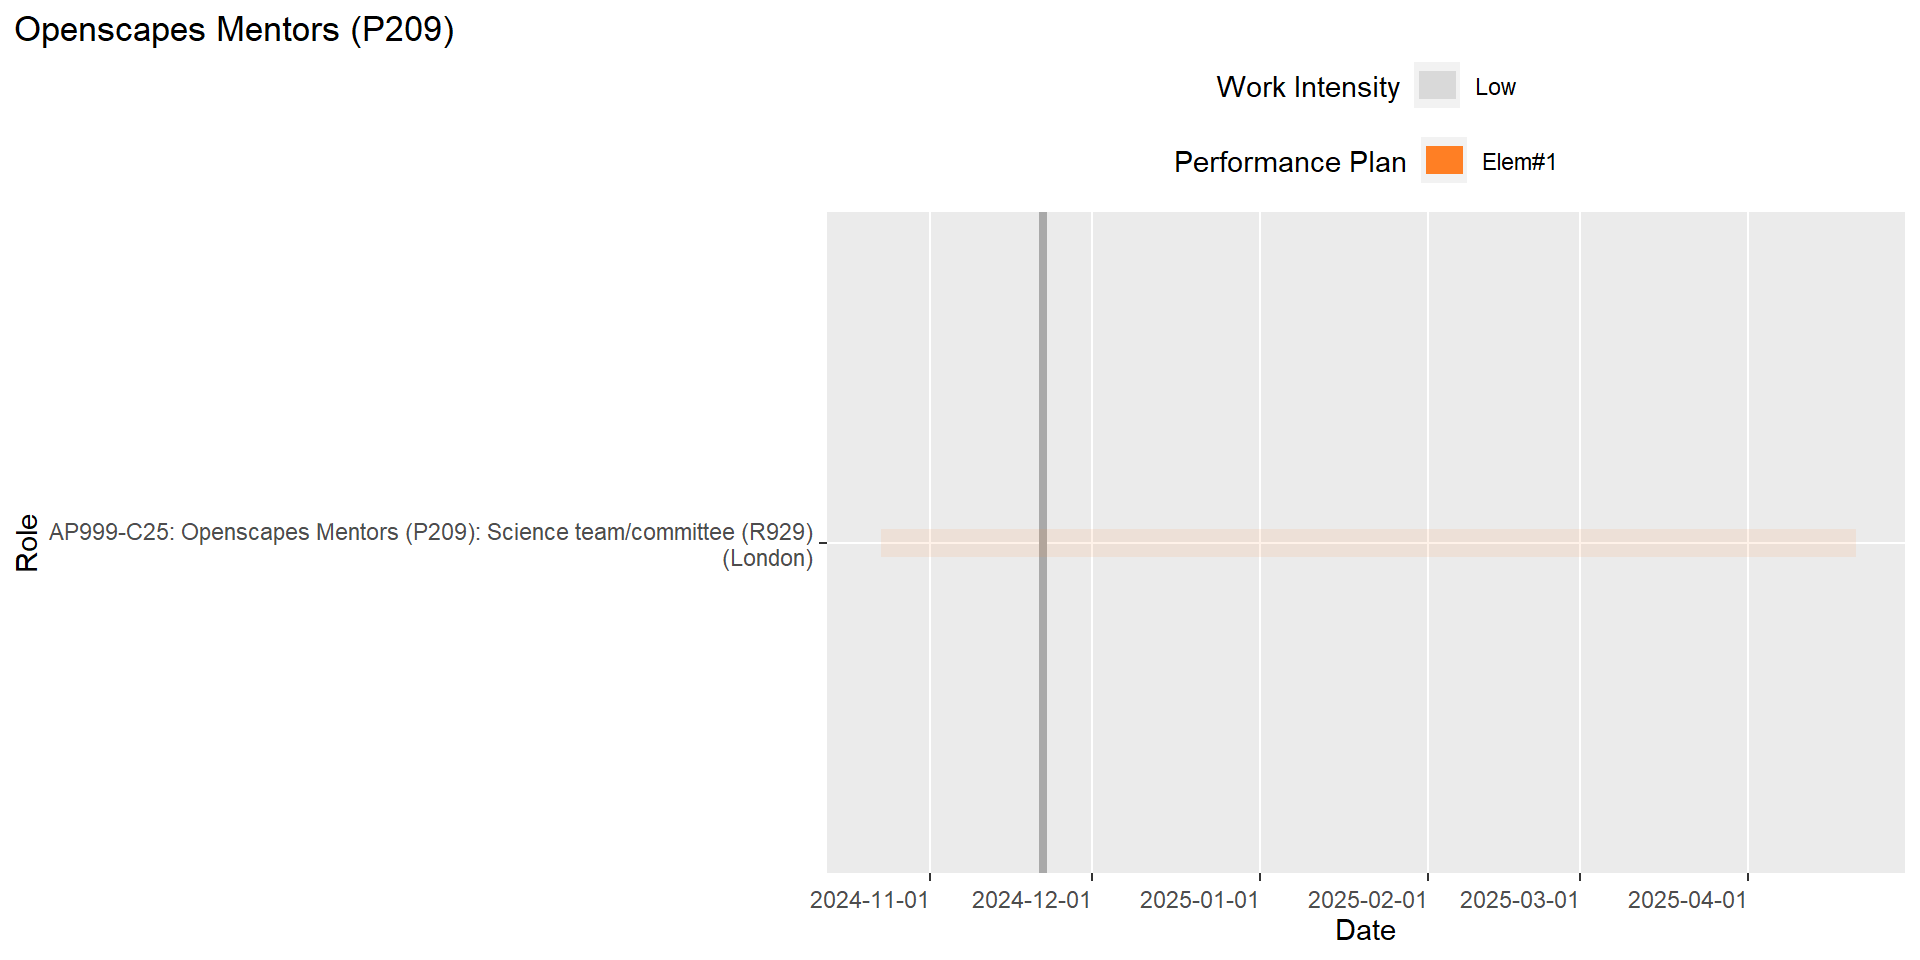 Openscapes Mentors (P209)
Work Intensity Low
Performance Plan Elem#1
Role
AP999-C25: Openscapes Mentors (P209): Science team/committee (R929)
(London)
2024-11-01 2024-12-01 2025-01-01 2025-02-01 2025-03-01 2025-04-01
Date